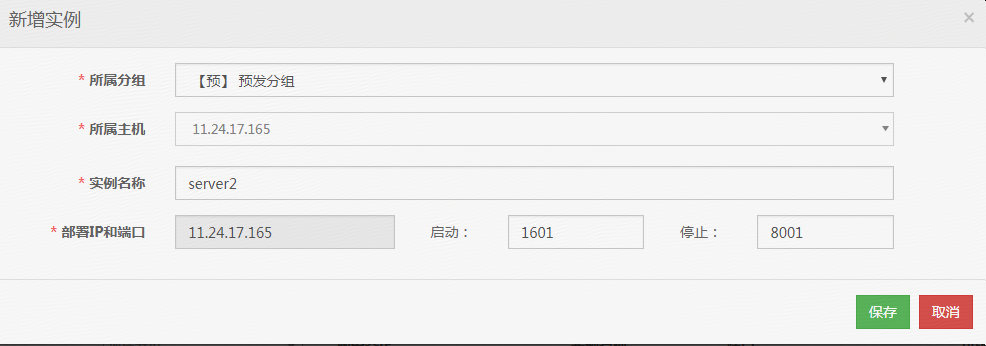 新增实例 ×
* 所属分组 【预】 预发分组
* 所属主机 11.24.17.165
* 实例名称 server2
* 部署IP和端口 11.24.17.165 启动： 1601 停止： 8001
保存 取消